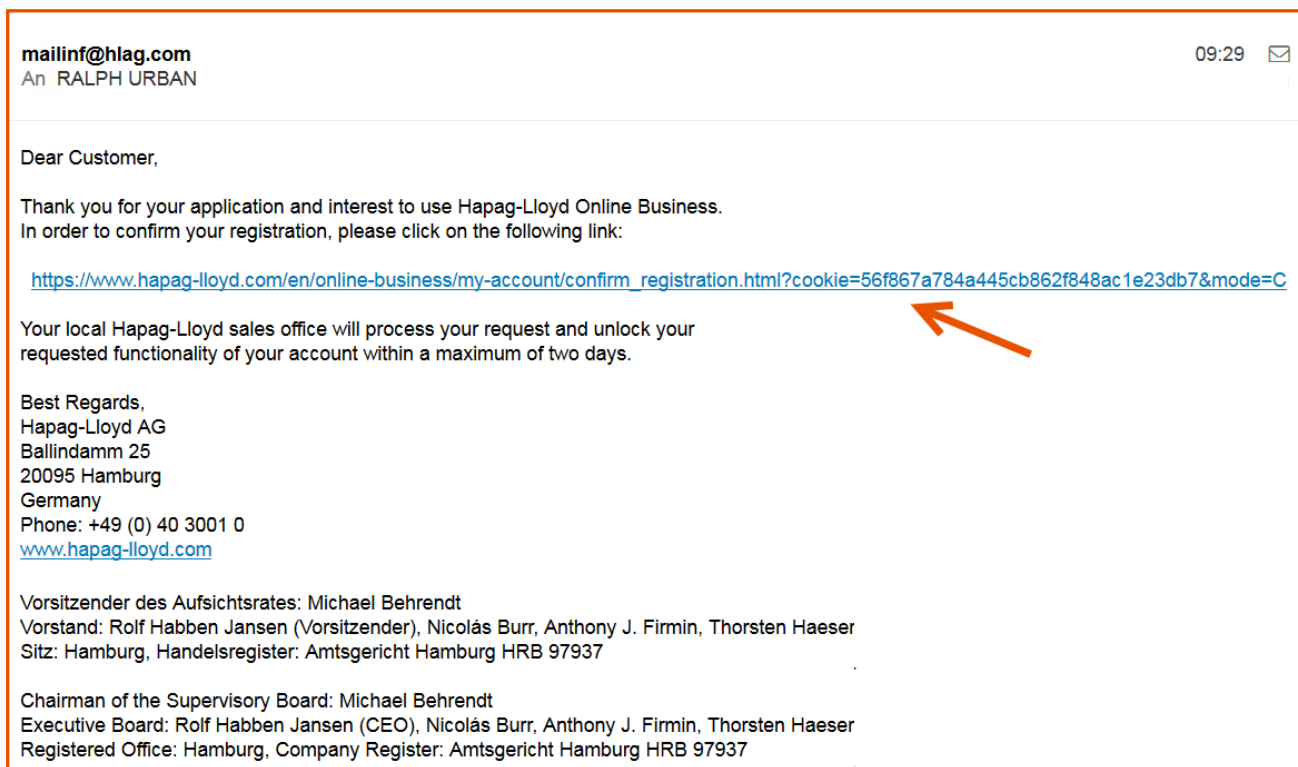 mailinf@hlag.com
09:29
An RALPH URBAN
Dear Customer,
Thank you for your application and interest to use Hapag-Lloyd Online Business.
In order to confirm your registration, please click on the following link:
https://www.hapag-lloyd.com/en/online-business/my-account/confirm_registration.html?cookie=56f867a784a445cb862f848ac1e23db7&mode=C
Your local Hapag-Lloyd sales office will process your request and unlock your
requested functionality of your account within a maximum of two days.
Best Regards,
Hapag-Lloyd AG
Ballindamm 25
20095 Hamburg
Germany
Phone: +49 (0) 40 3001 0
www.hapag-lloyd.com
Vorsitzender des Aufsichtsrates: Michael Behrendt
Vorstand: Rolf Habben Jansen (Vorsitzender), Nicolás Burr, Anthony J. Firmin, Thorsten Haeser
Sitz: Hamburg, Handelsregister: Amtsgericht Hamburg HRB 97937
Chairman of the Supervisory Board: Michael Behrendt
Executive Board: Rolf Habben Jansen (CEO), Nicolás Burr, Anthony J. Firmin, Thorsten Haeser
Registered Office: Hamburg, Company Register: Amtsgericht Hamburg HRB 97937